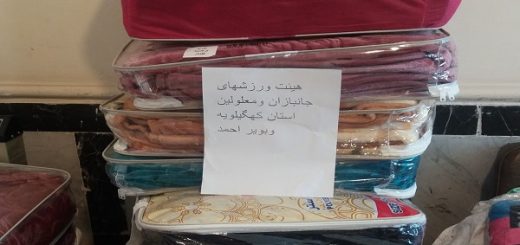 هیئت ورزشهای
جانبازان ومعلولین
استان کهگیلویه
وبویر احمد